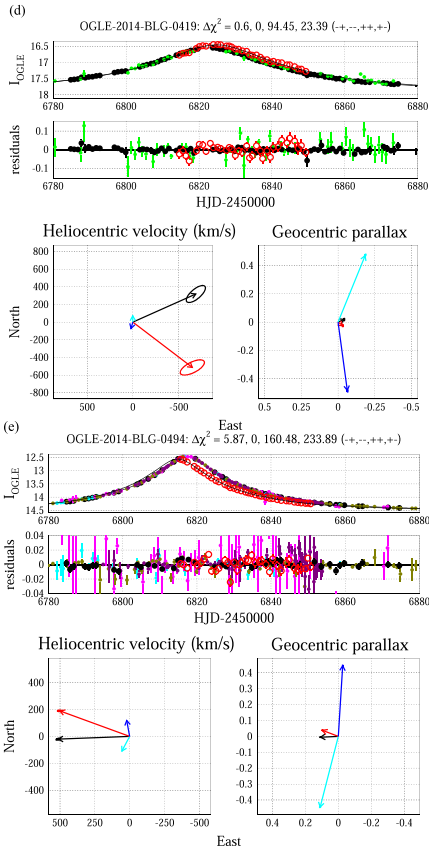 (d)
OGLE-2014-BLG-0419: Δχ² = 0.6, 0, 94.45, 23.39 (-+,--,++,+-)
I_OGLE
16.5
17
17.5
18
6780 6800 6820 6840 6860 6880
residuals
0.1
0
-0.1
6780 6800 6820 6840 6860 6880
HJD-2450000
Heliocentric velocity (km/s) Geocentric parallax
North
800
600
400
200
0
-200
-400
-600
-800
500 0 -500
0.4
0.2
0
-0.2
-0.4
0.5 0.25 0 -0.25 -0.5
East
(e)
OGLE-2014-BLG-0494: Δχ² = 5.87, 0, 160.48, 233.89 (-+,--,++,+-)
I_OGLE
12.5
13
13.5
14
14.5
6780 6800 6820 6840 6860 6880
residuals
0.04
0.02
0
-0.02
-0.04
6780 6800 6820 6840 6860 6880
HJD-2450000
Heliocentric velocity (km/s) Geocentric parallax
North
400
200
0
-200
-400
500 250 0 -250 -500
0.4
0.3
0.2
0.1
0
-0.1
-0.2
-0.3
-0.4
0.4 0.2 0 -0.2 -0.4
East